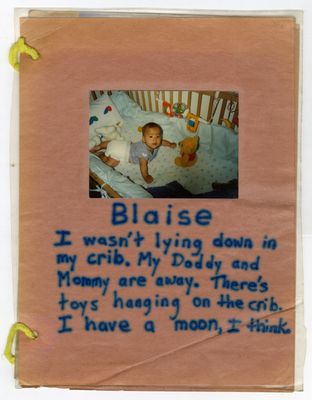 Blaise
I wasn't lying down in
my crib. My Daddy and
Mommy are away. There's
toys hanging on the crib.
I have a moon, I think.